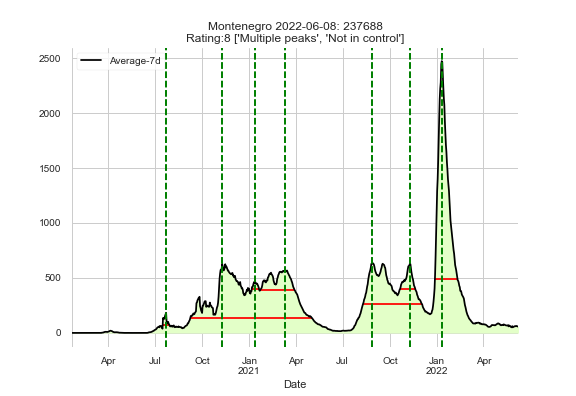 Montenegro 2022-06-08: 237688
Rating:8 ['Multiple peaks', 'Not in control']
Average-7d
2500
2000
1500
1000
500
0
Apr Jul Oct Jan Apr Jul Oct Jan Apr
2021 2022
Date